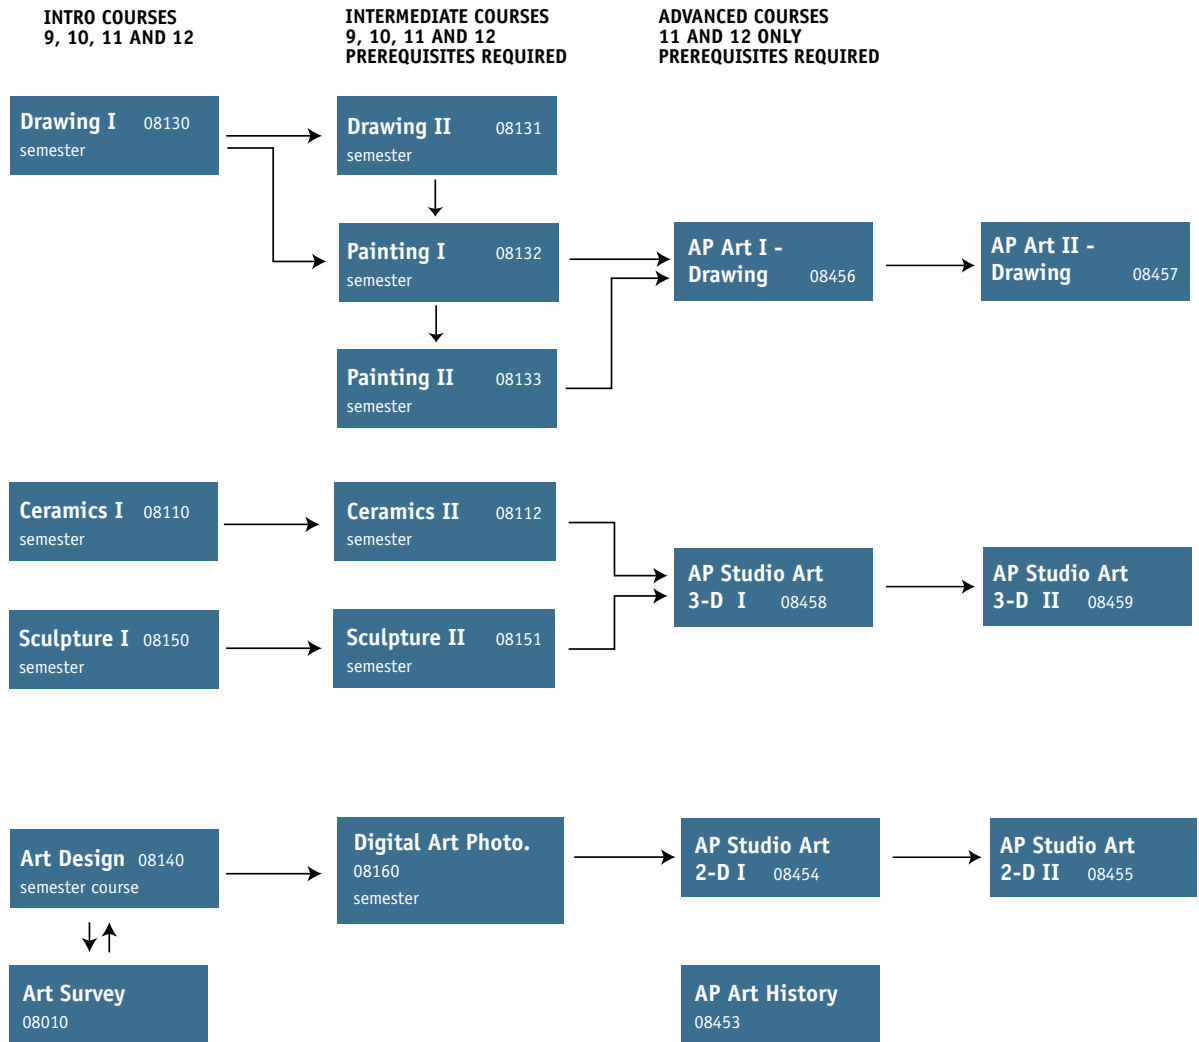 INTRO COURSES
9, 10, 11 AND 12
INTERMEDIATE COURSES
9, 10, 11 AND 12
PREREQUISITES REQUIRED
ADVANCED COURSES
11 AND 12 ONLY
PREREQUISITES REQUIRED
Drawing I 08130
semester
Drawing II 08131
semester
Painting I 08132
semester
AP Art I -
Drawing 08456
AP Art II -
Drawing 08457
Painting II 08133
semester
Ceramics I 08110
semester
Ceramics II 08112
semester
AP Studio Art
3-D I 08458
AP Studio Art
3-D II 08459
Sculpture I 08150
semester
Sculpture II 08151
semester
Art Design 08140
semester course
Digital Art Photo.
08160
semester
AP Studio Art
2-D I 08454
AP Studio Art
2-D II 08455
Art Survey
08010
AP Art History
08453